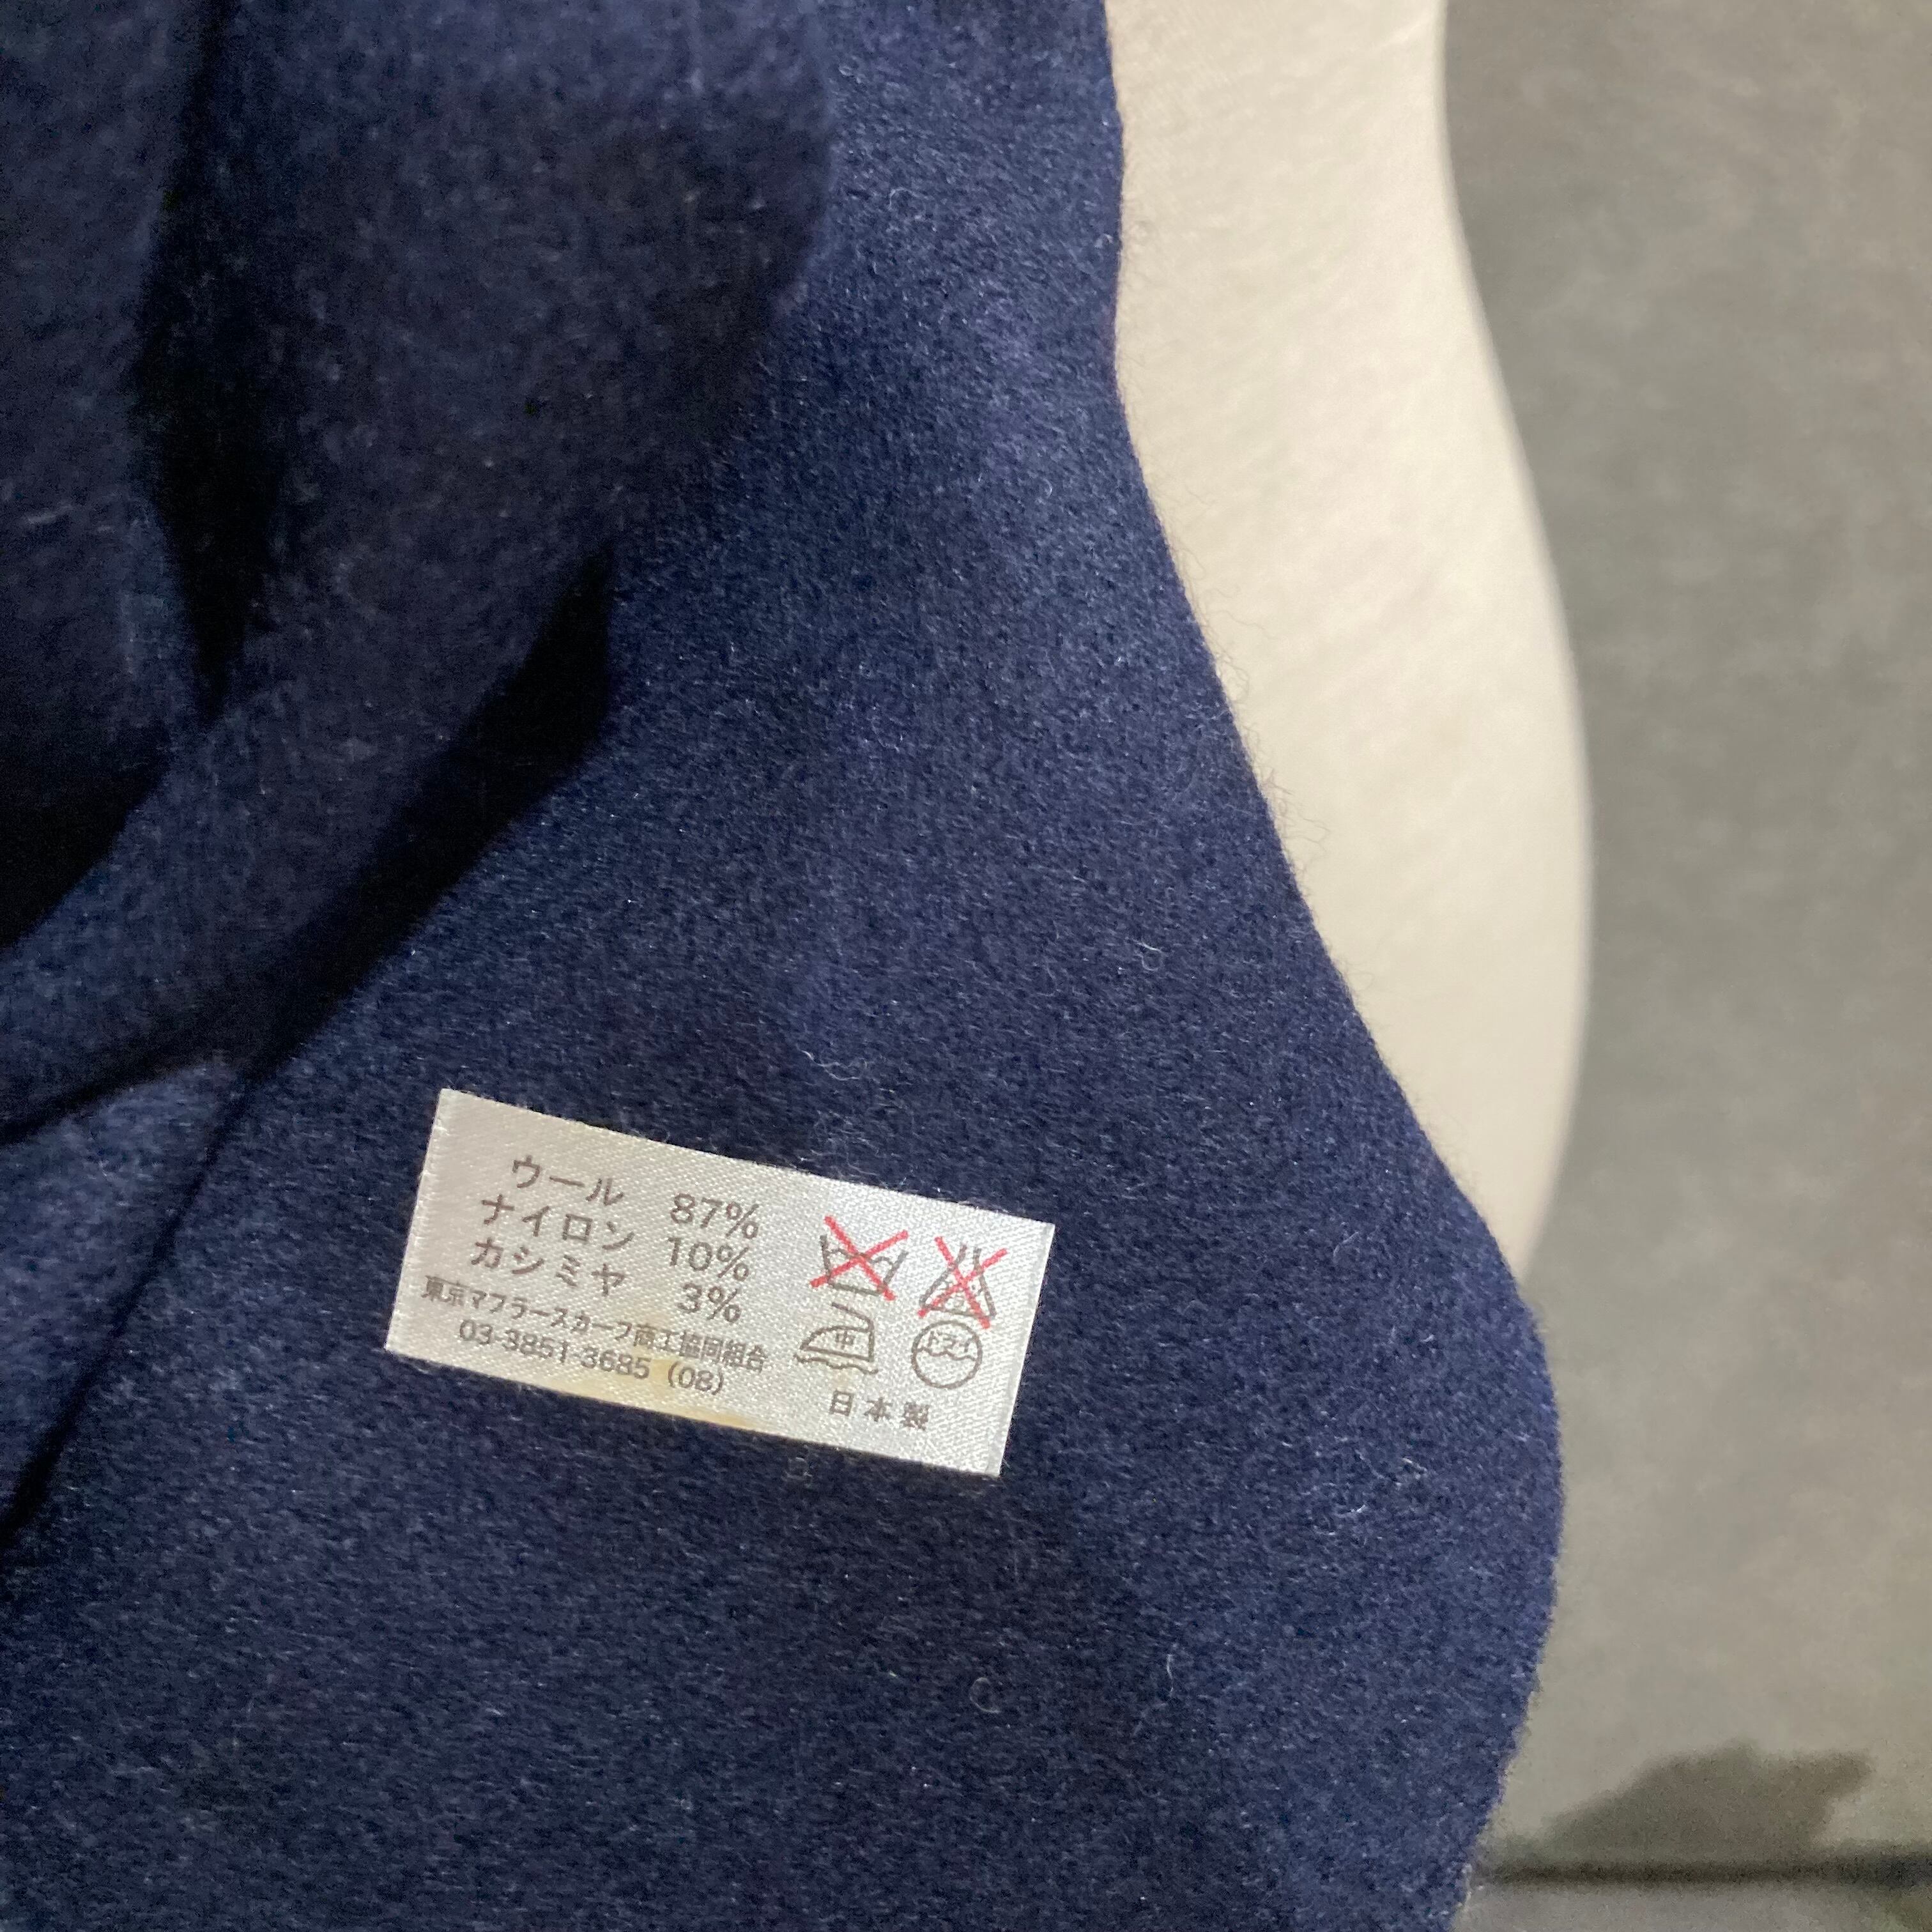 ウール 87%
ナイロン 10%
カシミヤ 3%
東京マフラースカーフ商工協同組合
03-3851-3685 (08)
中
ドライ
日本製